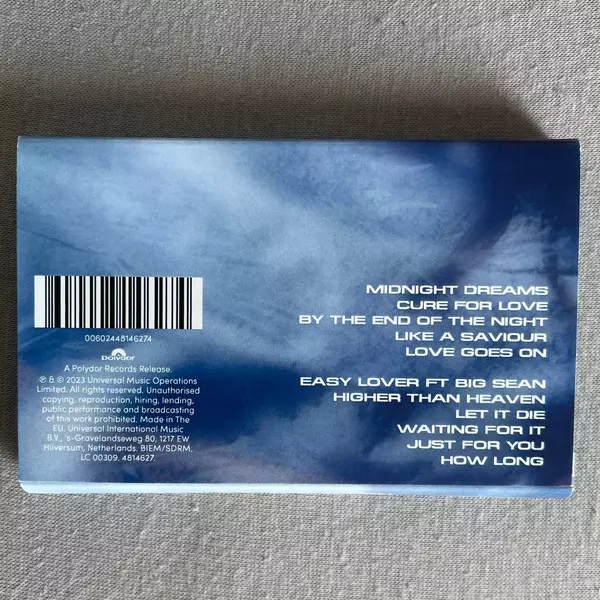 MIDNIGHT DREAMS
CURE FOR LOVE
BY THE END OF THE NIGHT
LIKE A SAVIOUR
LOVE GOES ON
EASY LOVER FT BIG SEAN
HIGHER THAN HEAVEN
LET IT DIE
WAITING FOR IT
JUST FOR YOU
HOW LONG
00602448146274
Polydor
A Polydor Records Release.
℗ & © 2023 Universal Music Operations
Limited. All rights reserved. Unauthorised
copying, reproduction, hiring, lending,
public performance and broadcasting
of this work prohibited. Made in The
EU. Universal International Music
B.V., 's-Gravelandseweg 80, 1217 EW
Hilversum, Netherlands. BIEM/SDRM.
LC 00309. 4814627.